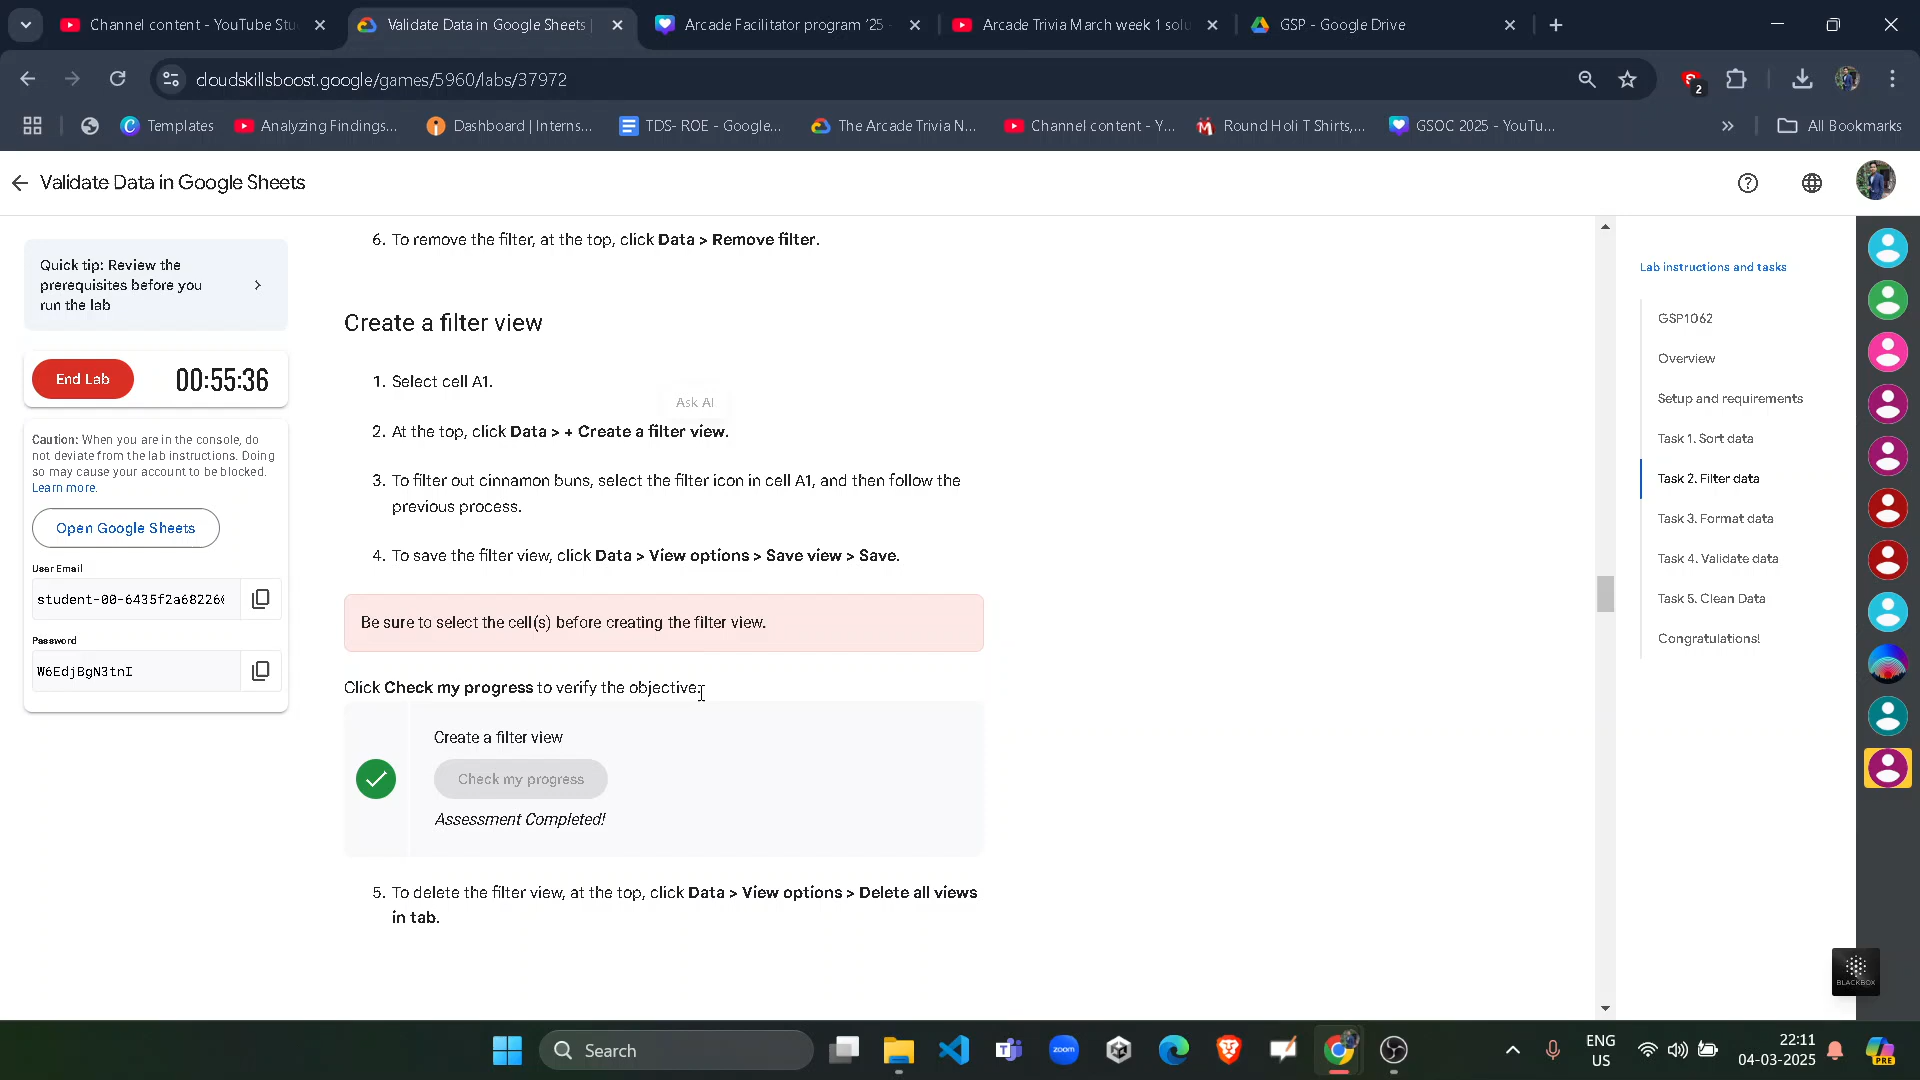 Channel content - YouTube Stu
Validate Data in Google Sheets |
Arcade Facilitator program '25 -
Arcade Trivia March week 1 solu
GSP - Google Drive
cloudskillsboost.google/games/5960/labs/37972
2
Templates
Analyzing Findings...
Dashboard | Interns...
TDS- ROE - Google...
The Arcade Trivia N...
Channel content - Y...
Round Holi T Shirts,...
GSOC 2025 - YouTu...
All Bookmarks
Validate Data in Google Sheets
Quick tip: Review the
prerequisites before you
run the lab
End Lab
00:55:36
Caution: When you are in the console, do
not deviate from the lab instructions. Doing
so may cause your account to be blocked.
Learn more.
Open Google Sheets
User Email
student-00-6435f2a682260
Password
W6EdjBgN3tnI
6. To remove the filter, at the top, click Data > Remove filter.
Create a filter view
1. Select cell A1.
Ask AI
2. At the top, click Data > + Create a filter view.
3. To filter out cinnamon buns, select the filter icon in cell A1, and then follow the
previous process.
4. To save the filter view, click Data > View options > Save view > Save.
Be sure to select the cell(s) before creating the filter view.
Click Check my progress to verify the objective:
Create a filter view
Check my progress
Assessment Completed!
5. To delete the filter view, at the top, click Data > View options > Delete all views
in tab.
Lab instructions and tasks
GSP1062
Overview
Setup and requirements
Task 1. Sort data
Task 2. Filter data
Task 3. Format data
Task 4. Validate data
Task 5. Clean Data
Congratulations!
BLACKBOX
Search
zoom
ENG
US
22:11
04-03-2025
PRE